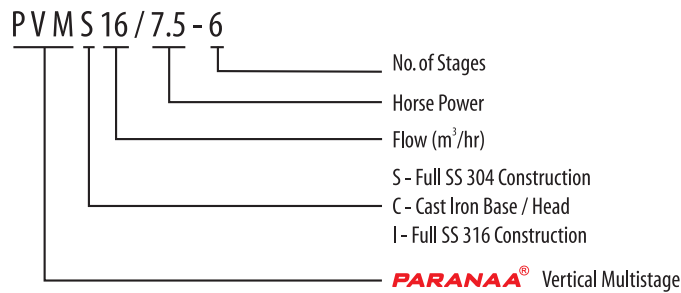 PVMS16/7.5-6
No. of Stages
Horse Power
Flow (m³/hr)
S - Full SS 304 Construction
C - Cast Iron Base / Head
I - Full SS 316 Construction
PARANAA® Vertical Multistage